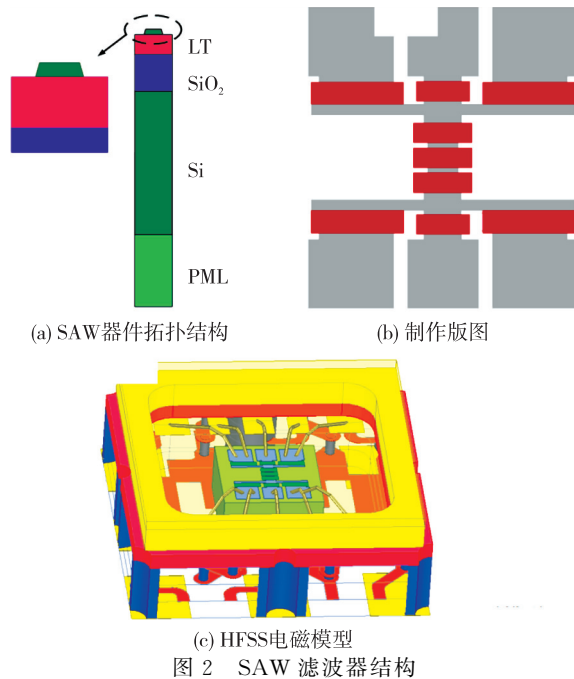 LT
SiO₂
Si
PML
(a) SAW器件拓扑结构
(b) 制作版图
(c) HFSS电磁模型
图 2 SAW 滤波器结构